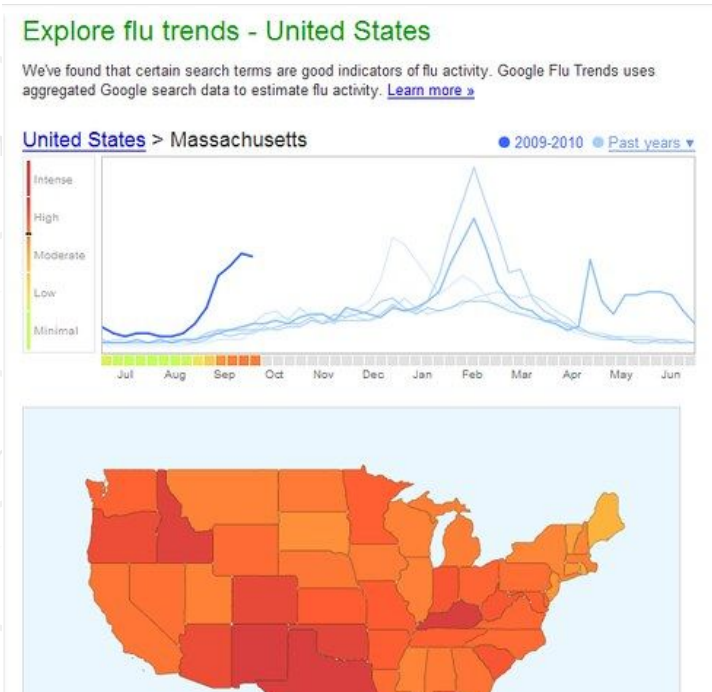 Explore flu trends - United States
We've found that certain search terms are good indicators of flu activity. Google Flu Trends uses
aggregated Google search data to estimate flu activity. Learn more »
United States > Massachusetts
2009-2010 Past years ▼
Intense
High
Moderate
Low
Minimal
Jul Aug Sep Oct Nov Dec Jan Feb Mar Apr May Jun